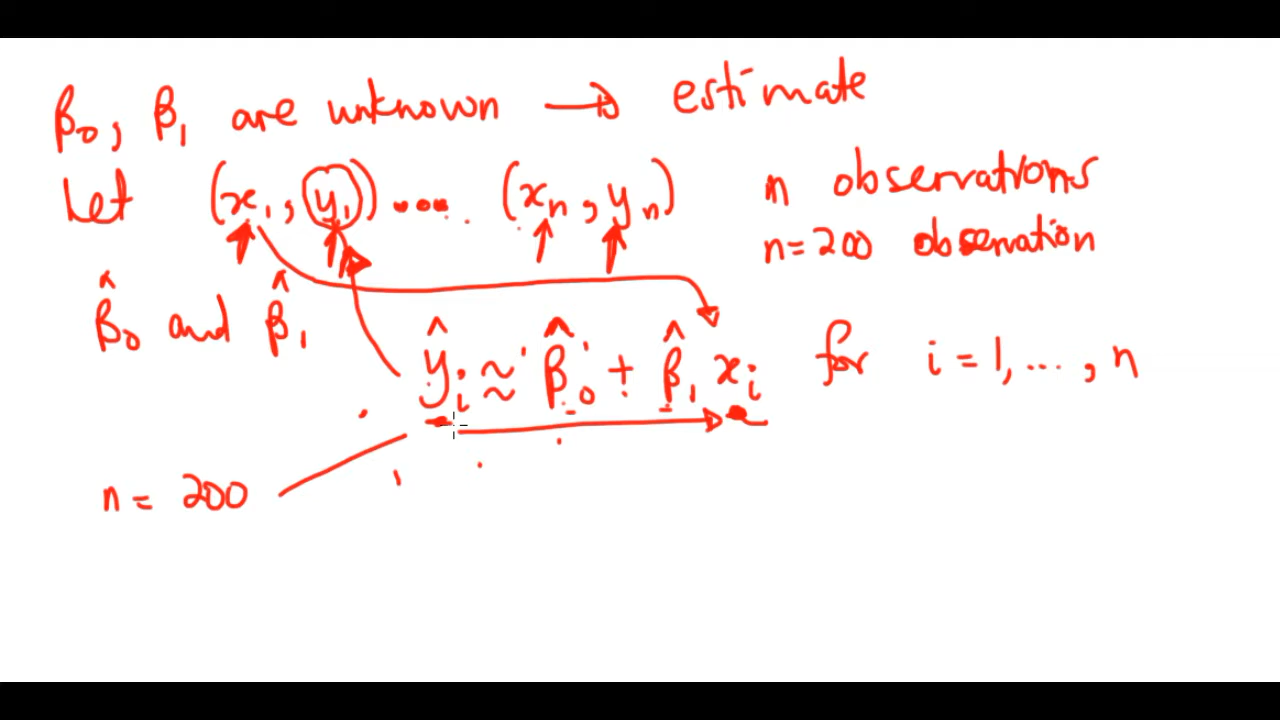 β₀, β₁ are unknown → estimate
Let (x₁, y₁) .... (xₙ, yₙ) n observations
n=200 observation
β̂₀ and β̂₁
ŷᵢ ≈ β̂₀ + β̂₁ xᵢ for i = 1, ..., n
n = 200